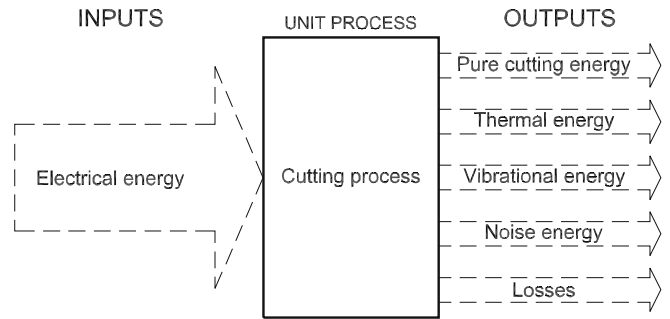 INPUTS
UNIT PROCESS
OUTPUTS
Electrical energy
Cutting process
Pure cutting energy
Thermal energy
Vibrational energy
Noise energy
Losses